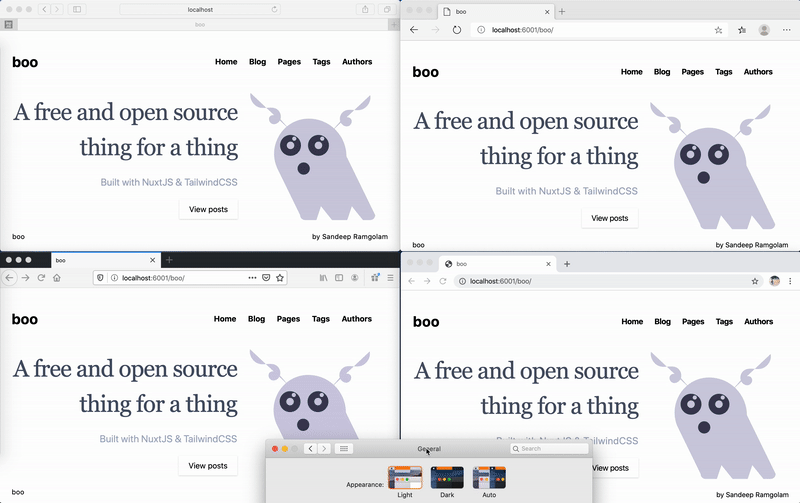 localhost
boo
boo
Home Blog Pages Tags Authors
A free and open source
thing for a thing
Built with NuxtJS & TailwindCSS
View posts
boo
by Sandeep Ramgolam
boo
localhost:6001/boo/
boo
Home Blog Pages Tags Authors
A free and open source
thing for a thing
Built with NuxtJS & TailwindCSS
View posts
boo
by Sandeep Ramgolam
boo
localhost:6001/boo/
boo
Home Blog Pages Tags Authors
A free and open source
thing for a thing
Built with NuxtJS & TailwindCSS
View posts
boo
boo
localhost:6001/boo/
boo
Home Blog Pages Tags Authors
A free and open source
thing for a thing
Built with NuxtJS & TailwindCSS
View posts
by Sandeep Ramgolam
General
Search
Appearance:
Light Dark Auto